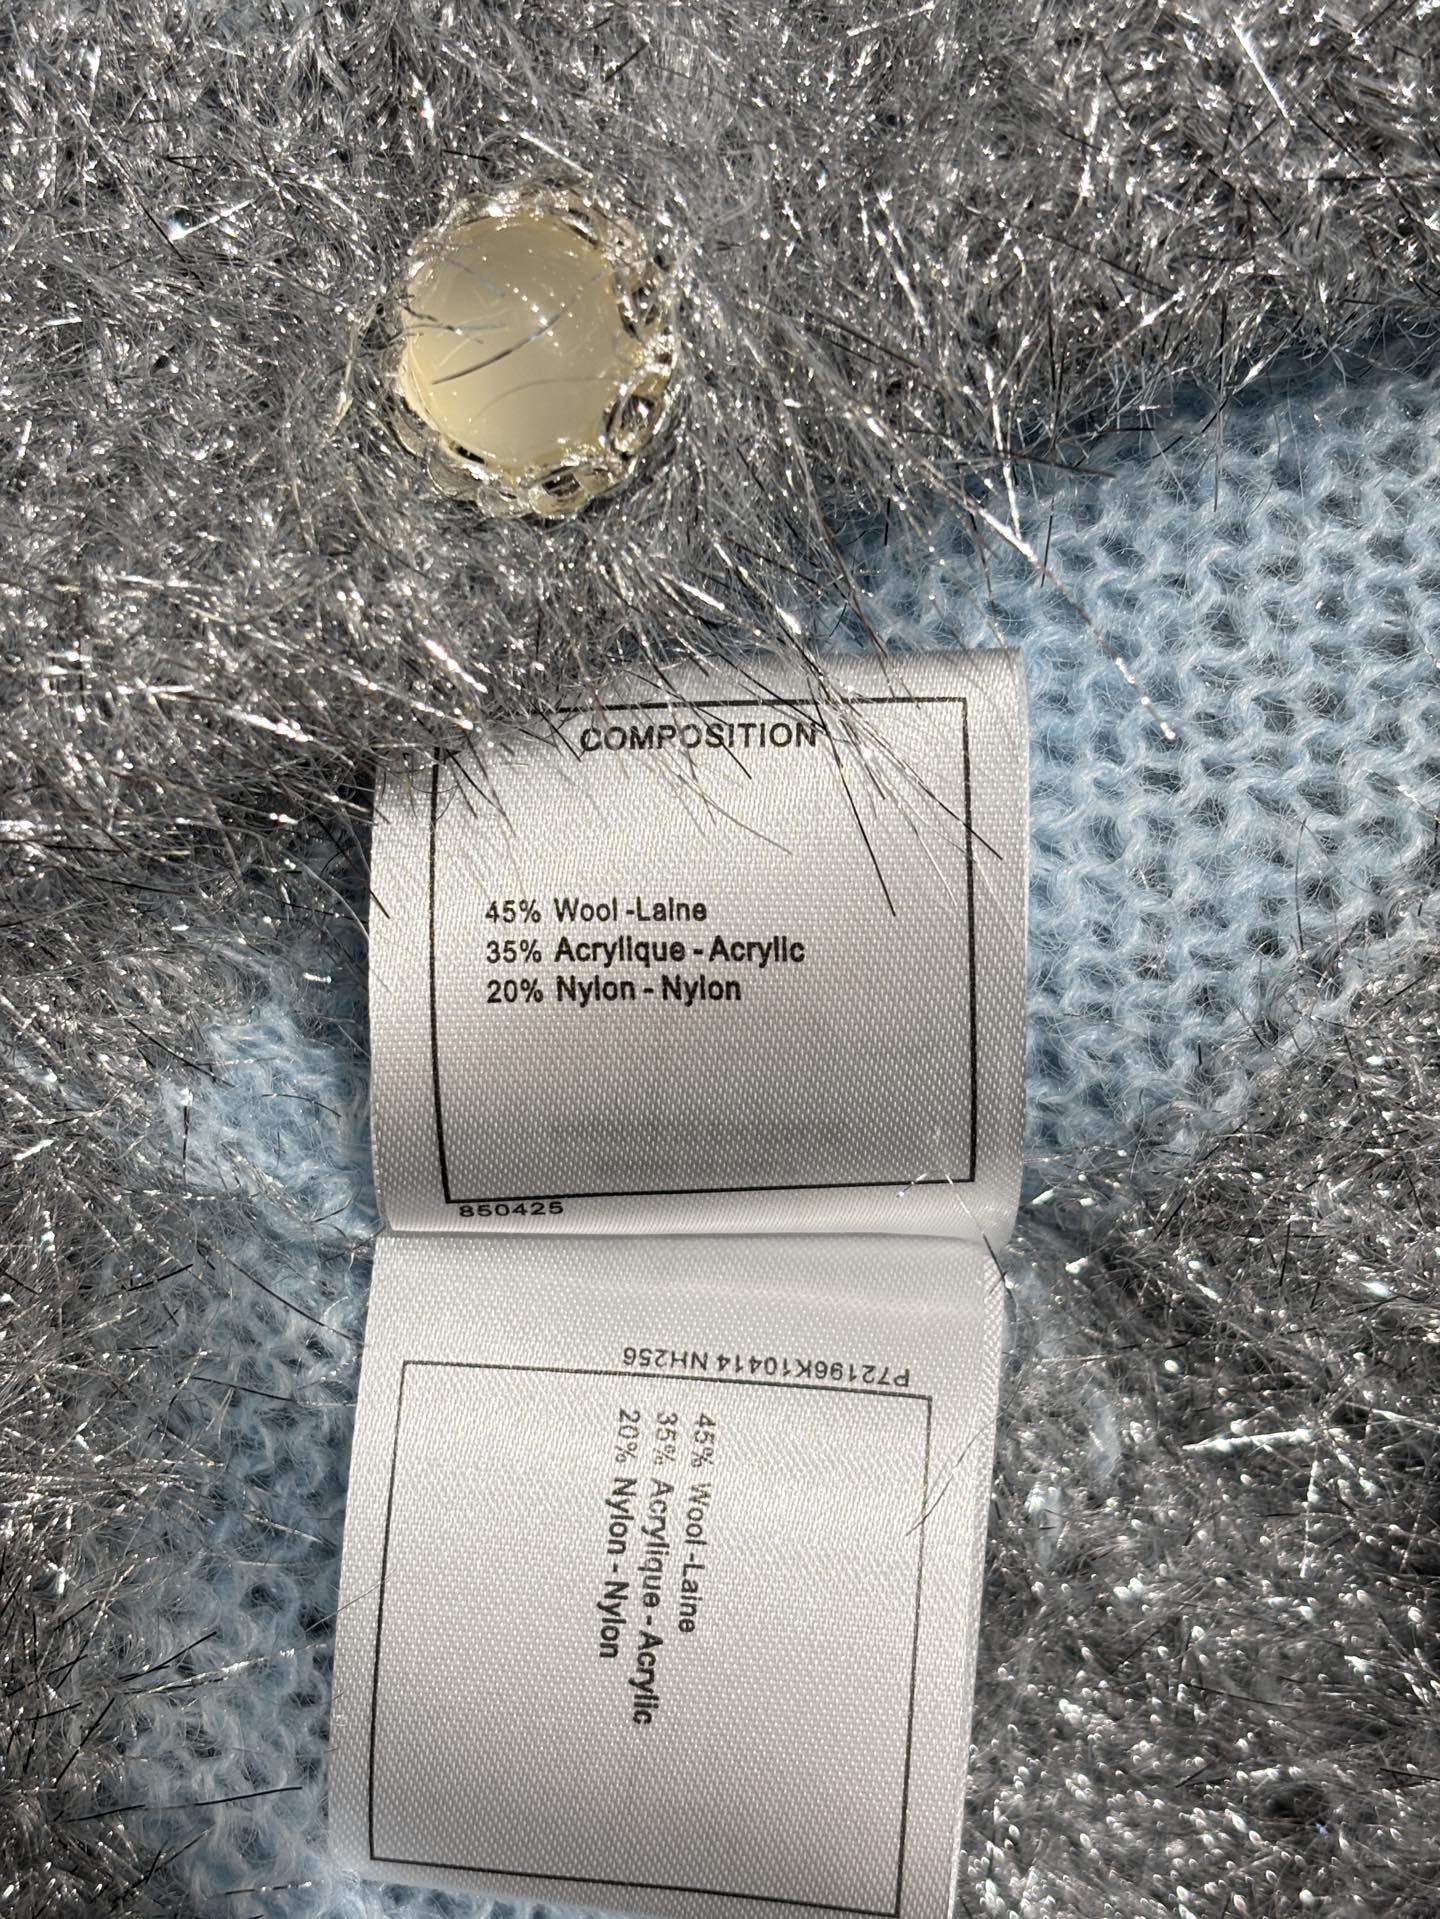 COMPOSITION
45% Wool -Laine
35% Acrylique - Acrylic
20% Nylon - Nylon
850425
P72196K10414 NH256
45% Wool -Laine
35% Acrylique - Acrylic
20% Nylon - Nylon